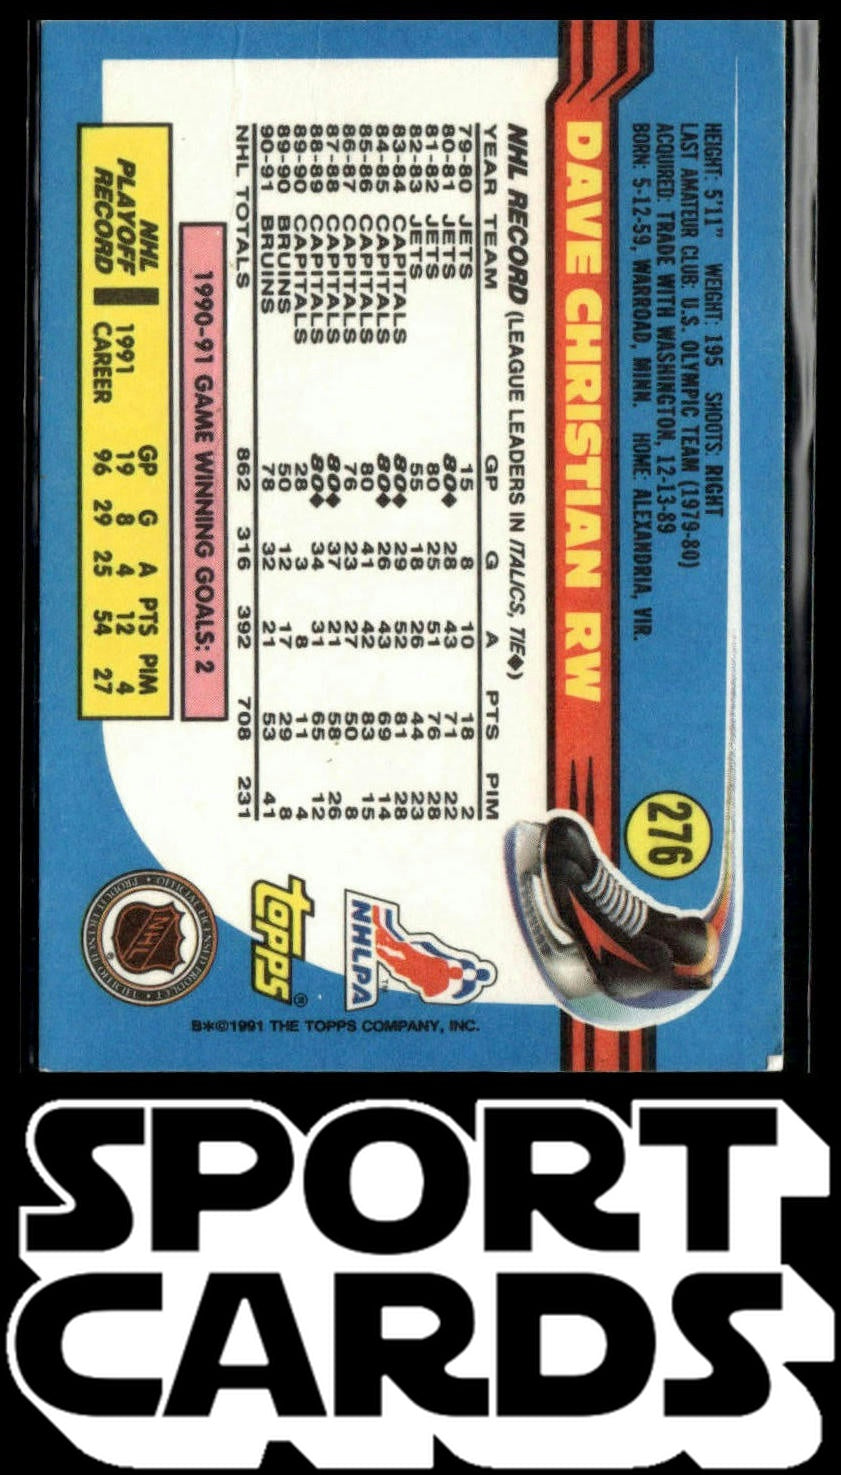 276
HEIGHT: 5'11" WEIGHT: 195 SHOOTS: RIGHT
LAST AMATEUR CLUB: U.S. OLYMPIC TEAM (1979-80)
ACQUIRED: TRADE WITH WASHINGTON, 12-13-89
BORN: 5-12-59, WARROAD, MINN. HOME: ALEXANDRIA, VIR.
DAVE CHRISTIAN RW
NHL RECORD (LEAGUE LEADERS IN ITALICS, TIE◆)
YEAR TEAM GP G A PTS PIM
79-80 JETS 15 8 10 18 2
80-81 JETS 80◆ 28 43 71 22
81-82 JETS 80 25 51 76 28
82-83 JETS 55 18 26 44 23
83-84 CAPITALS 80◆ 29 52 81 28
84-85 CAPITALS 80◆ 26 43 69 14
85-86 CAPITALS 80 41 42 83 15
86-87 CAPITALS 76 23 27 50 8
87-88 CAPITALS 80◆ 37 21 58 26
88-89 CAPITALS 80◆ 34 31 65 12
89-90 CAPITALS 28 3 8 11 4
89-90 BRUINS 50 12 17 29 8
90-91 BRUINS 78 32 21 53 41
NHL TOTALS 862 316 392 708 231
1990-91 GAME WINNING GOALS: 2
NHL PLAYOFF RECORD
GP G A PTS PIM
1991 19 8 4 12 4
CAREER 96 29 25 54 27
NHLPA™
topps®
NHL
OFFICIAL LICENSED PRODUCT • OFFICIAL LICENSED PRODUCT •
®
B*©1991 THE TOPPS COMPANY, INC.
SPORT
CARDS